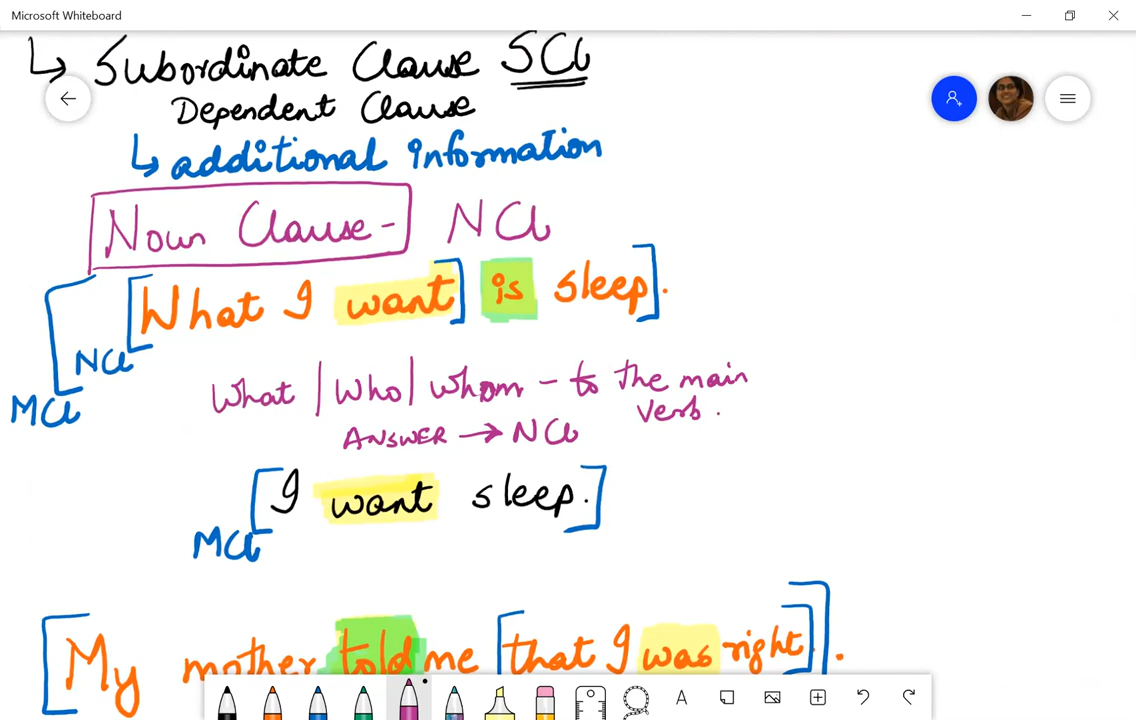 Microsoft Whiteboard
↳ Subordinate Clause SCl
Dependent Clause
↳ additional information
Noun Clause - NCl
[What I want] is sleep].
NCl
MCl
What | Who | Whom - to the main
verb.
ANSWER → NCl
[I want sleep.]
MCl
[My mother told me [that I was right]].